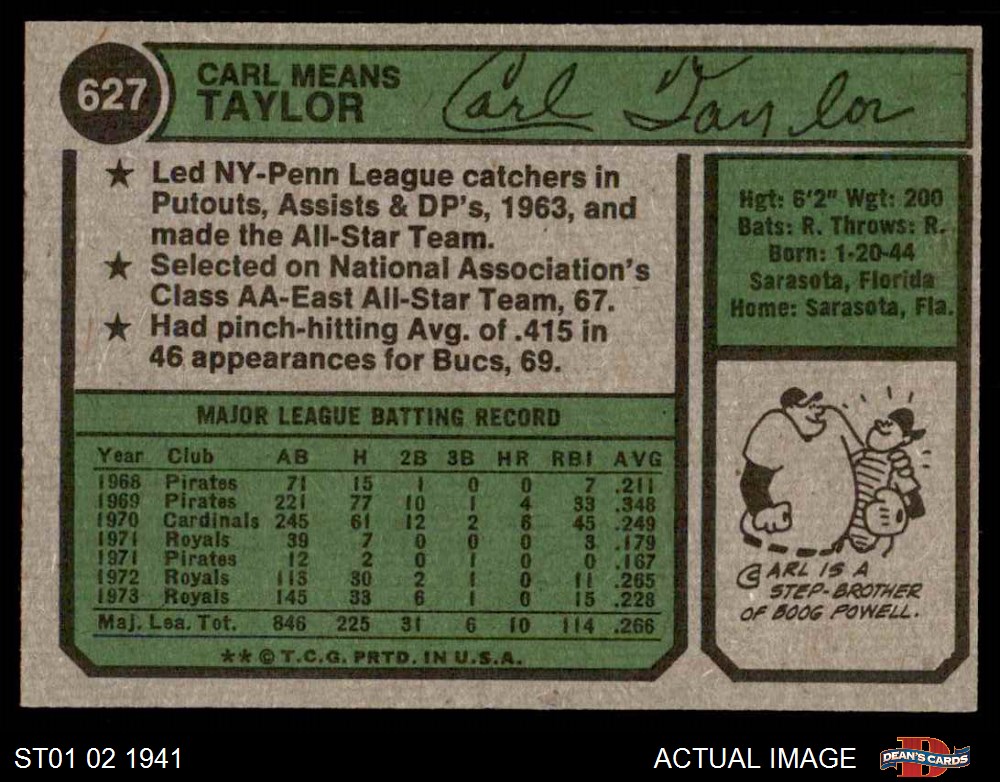 627
CARL MEANS
TAYLOR
Carl Taylor
★ Led NY-Penn League catchers in
Putouts, Assists & DP's, 1963, and
made the All-Star Team.
★ Selected on National Association's
Class AA-East All-Star Team, 67.
★ Had pinch-hitting Avg. of .415 in
46 appearances for Bucs, 69.
Hgt: 6'2" Wgt: 200
Bats: R. Throws: R.
Born: 1-20-44
Sarasota, Florida
Home: Sarasota, Fla.
MAJOR LEAGUE BATTING RECORD
Year Club AB H 2B 3B HR RBI AVG
1968 Pirates 71 15 1 0 0 7 .211
1969 Pirates 221 77 10 1 4 33 .348
1970 Cardinals 245 61 12 2 6 45 .249
1971 Royals 39 7 0 0 0 3 .179
1971 Pirates 12 2 0 1 0 0 .167
1972 Royals 113 30 2 1 0 11 .265
1973 Royals 145 33 6 1 0 15 .228
Maj. Lea. Tot. 846 225 31 6 10 114 .266
** © T.C.G. PRTD. IN U.S.A.
CARL IS A
STEP-BROTHER
OF BOOG POWELL.
ST01 02 1941
ACTUAL IMAGE
DEAN'S CARDS